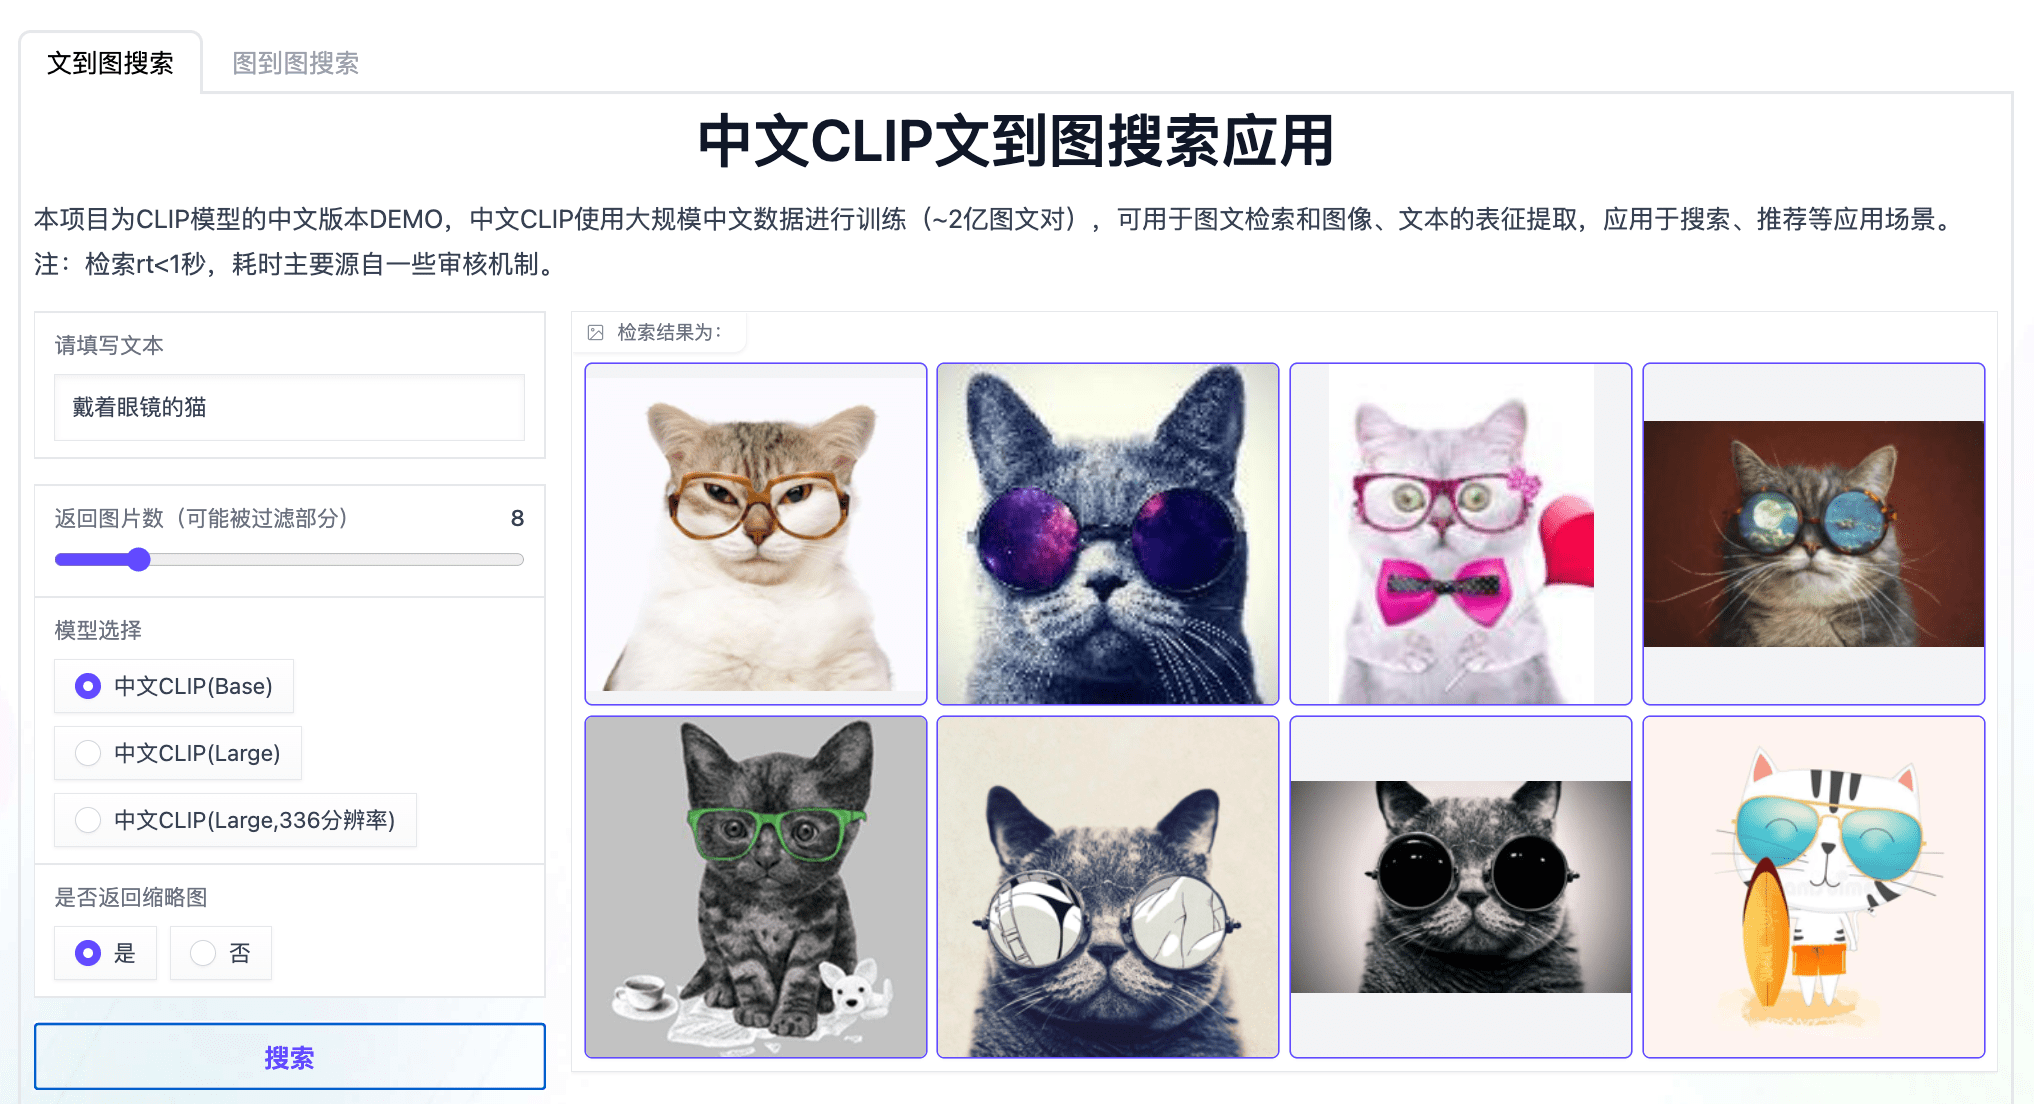 文到图搜索
图到图搜索
中文CLIP文到图搜索应用
本项目为CLIP模型的中文版本DEMO，中文CLIP使用大规模中文数据进行训练（~2亿图文对），可用于图文检索和图像、文本的表征提取，应用于搜索、推荐等应用场景。
注：检索rt<1秒，耗时主要源自一些审核机制。
请填写文本
戴着眼镜的猫
返回图片数（可能被过滤部分）
8
模型选择
中文CLIP(Base)
中文CLIP(Large)
中文CLIP(Large,336分辨率)
是否返回缩略图
是
否
搜索
检索结果为：